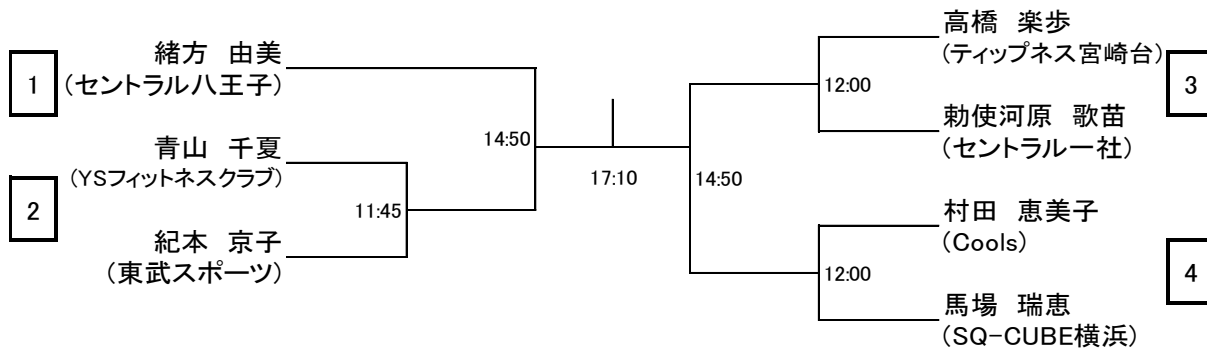 1
緒方　由美
(セントラル八王子)
2
青山　千夏
(YSフィットネスクラブ)
紀本　京子
(東武スポーツ)
11:45
14:50
17:10
14:50
12:00
12:00
高橋　楽歩
(ティップネス宮崎台)
3
勅使河原　歌苗
(セントラル一社)
村田　恵美子
(Cools)
4
馬場　瑞恵
(SQ-CUBE横浜)